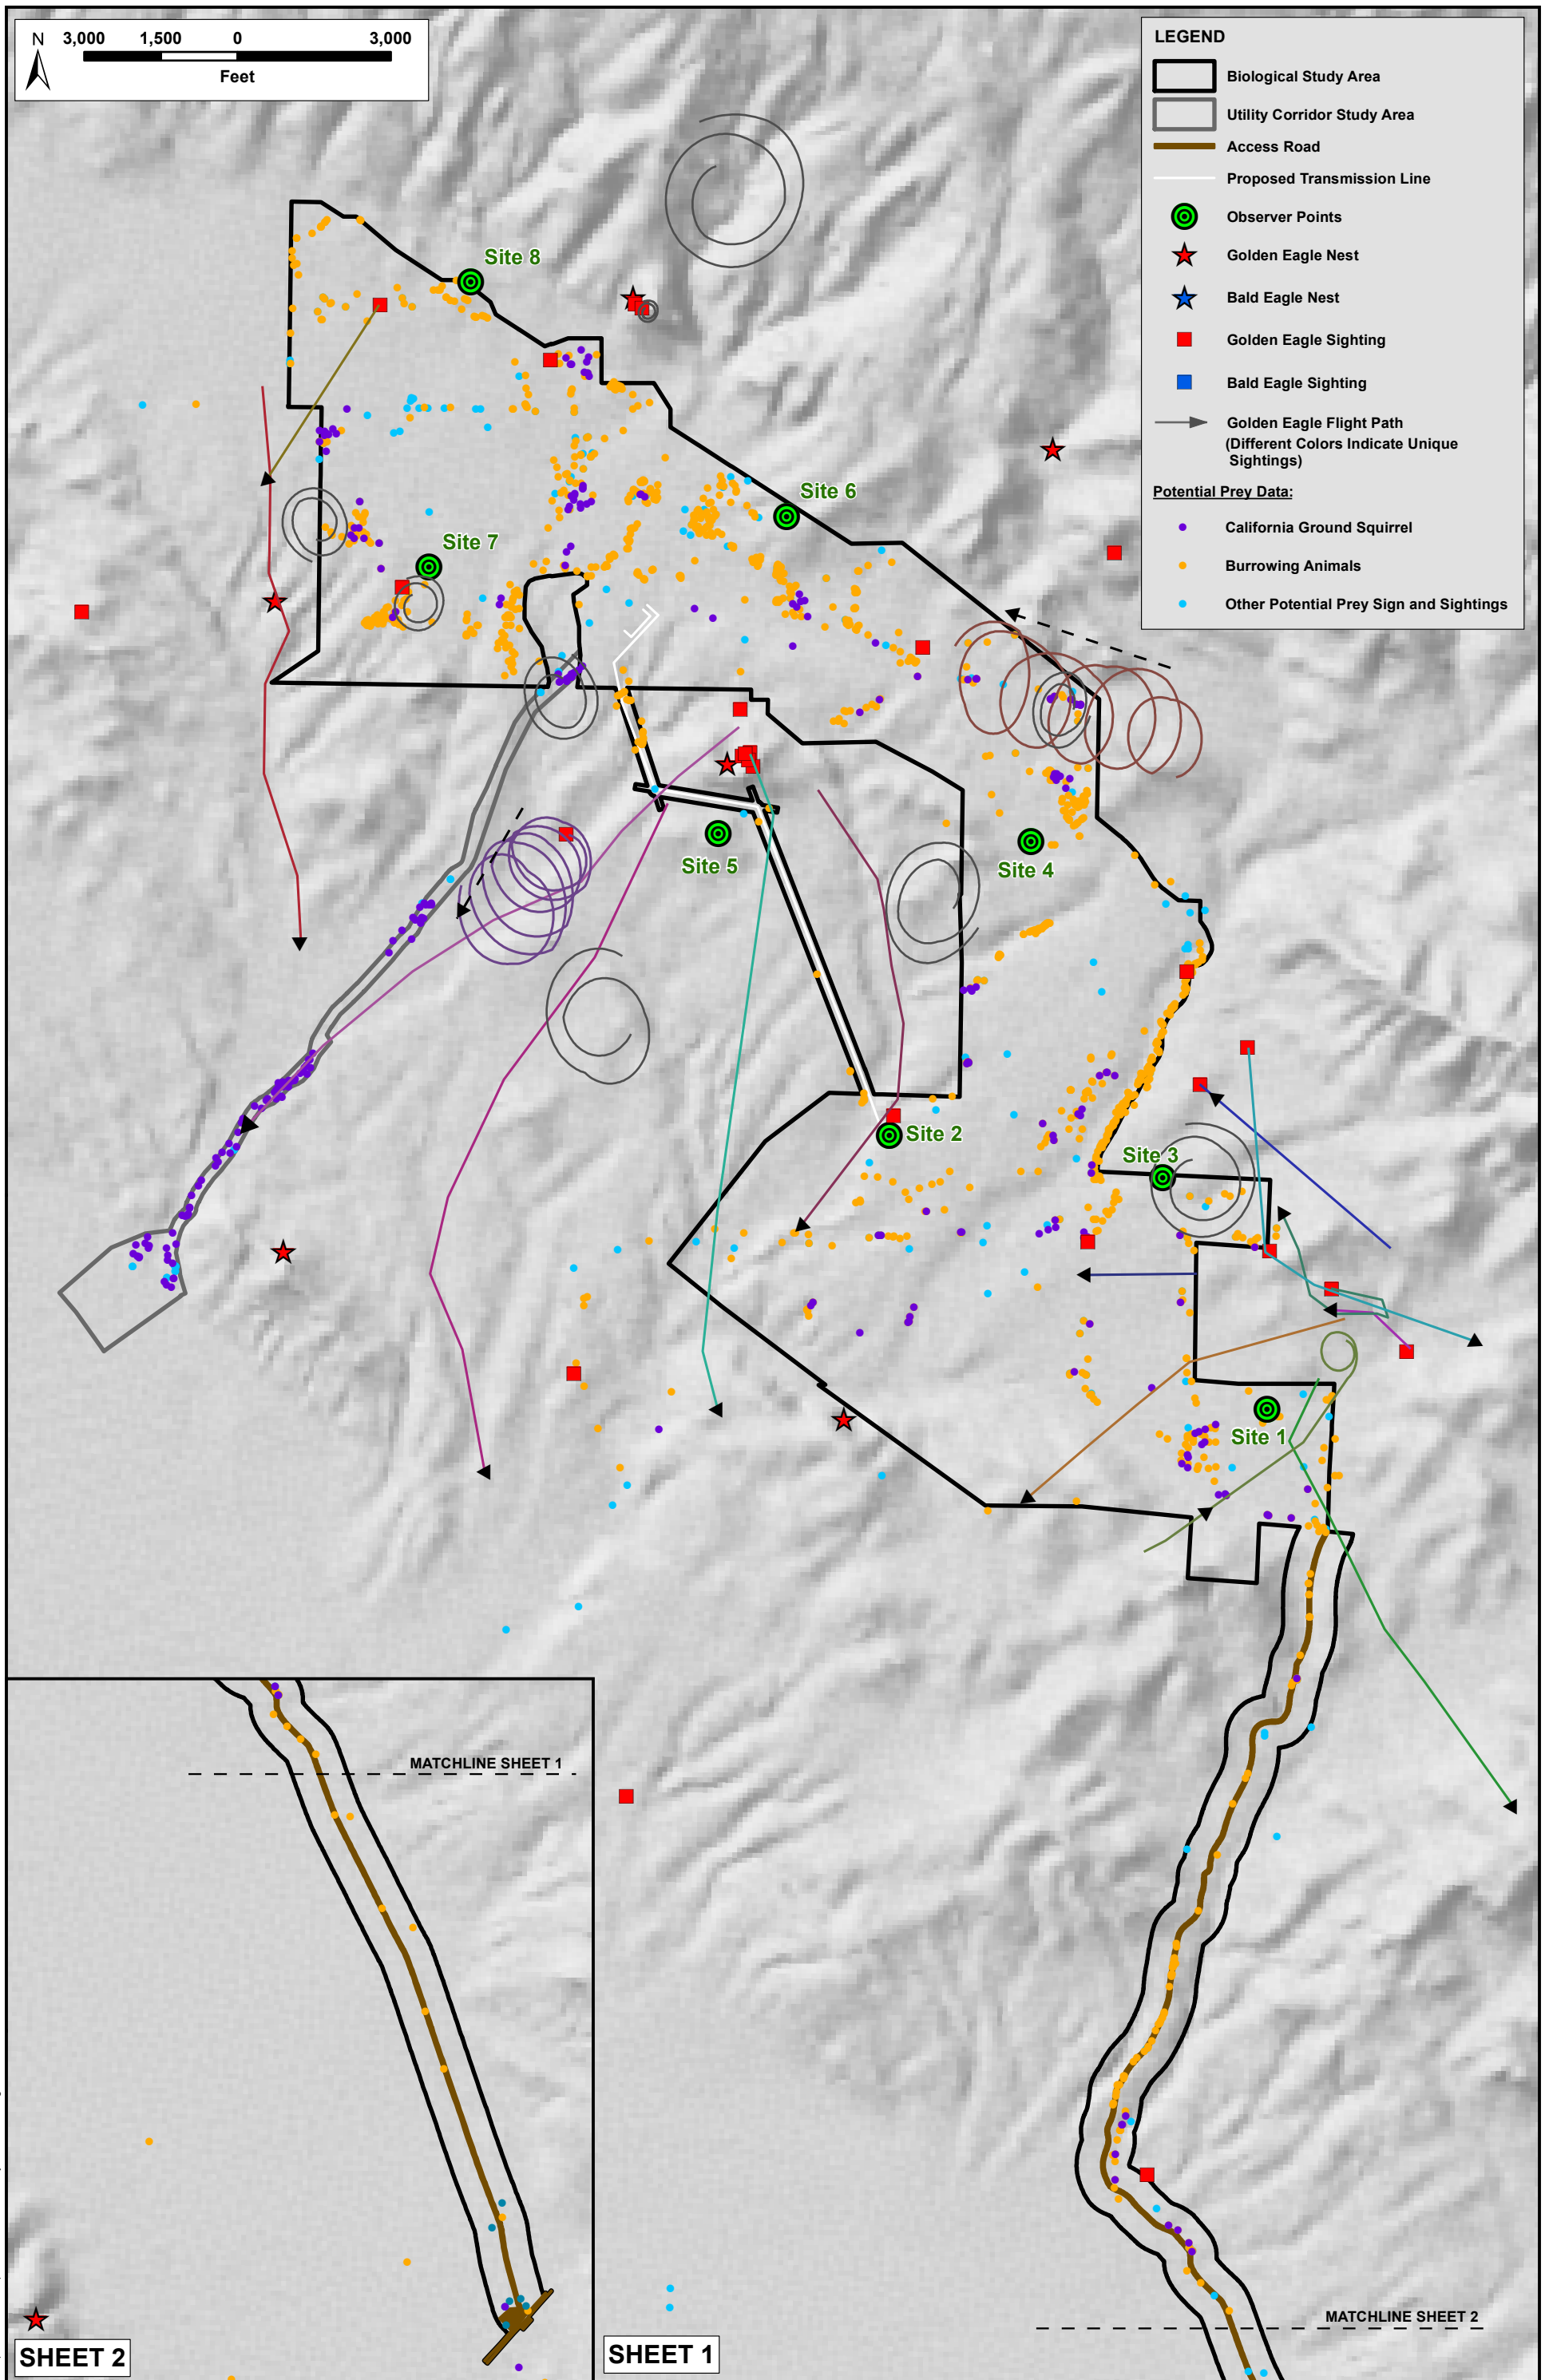 N
3,000 1,500 0 3,000
Feet
LEGEND
Biological Study Area
Utility Corridor Study Area
Access Road
Proposed Transmission Line
Observer Points
Golden Eagle Nest
Bald Eagle Nest
Golden Eagle Sighting
Bald Eagle Sighting
Golden Eagle Flight Path
(Different Colors Indicate Unique
Sightings)
Potential Prey Data:
California Ground Squirrel
Burrowing Animals
Other Potential Prey Sign and Sightings
Site 8
Site 6
Site 7
Site 5
Site 4
Site 2
Site 3
Site 1
MATCHLINE SHEET 1
MATCHLINE SHEET 2
SHEET 2
SHEET 1